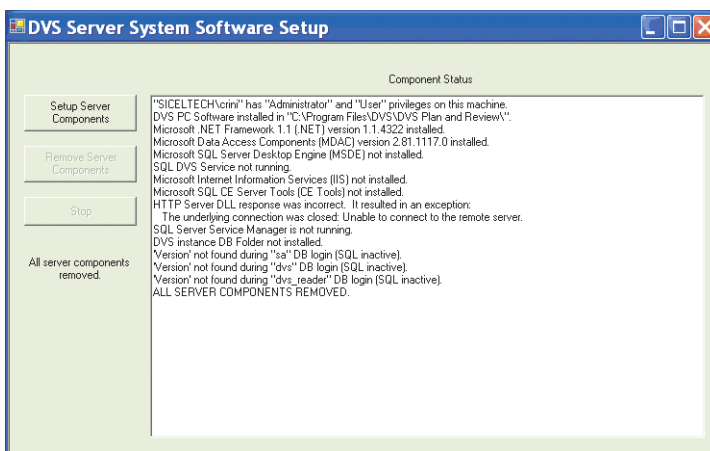 DVS Server System Software Setup
Component Status
Setup Server
Components
Remove Server
Components
Stop
All server components
removed.
"SICELTECH\crini" has "Administrator" and "User" privileges on this machine.
DVS PC Software installed in "C:\Program Files\DVS\DVS Plan and Review\".
Microsoft .NET Framework 1.1 (.NET) version 1.1.4322 installed.
Microsoft Data Access Components (MDAC) version 2.81.1117.0 installed.
Microsoft SQL Server Desktop Engine (MSDE) not installed.
SQL DVS Service not running.
Microsoft Internet Information Services (IIS) not installed.
Microsoft SQL CE Server Tools (CE Tools) not installed.
HTTP Server DLL response was incorrect. It resulted in an exception:
The underlying connection was closed: Unable to connect to the remote server.
SQL Server Service Manager is not running.
DVS instance DB Folder not installed.
'Version' not found during "sa" DB login (SQL inactive).
'Version' not found during "dvs" DB login (SQL inactive).
'Version' not found during "dvs_reader" DB login (SQL inactive).
ALL SERVER COMPONENTS REMOVED.